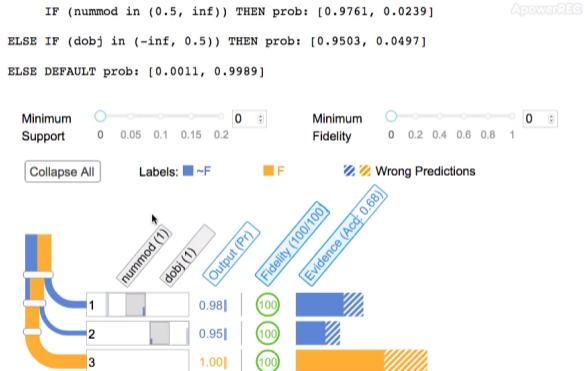 ApowerREC
IF (nummod in (0.5, inf)) THEN prob: [0.9761, 0.0239]
ELSE IF (dobj in (-inf, 0.5)) THEN prob: [0.9503, 0.0497]
ELSE DEFAULT prob: [0.0011, 0.9989]
Minimum Support
0
0 0.05 0.1 0.15 0.2
Minimum Fidelity
0
0 0.2 0.4 0.6 0.8 1
Collapse All
Labels: ~F F Wrong Predictions
nummod (1)
dobj (1)
Output (Pr)
Fidelity (100/100)
Evidence (Acc: 0.68)
1 0.98 100
2 0.95 100
3 1.00 100